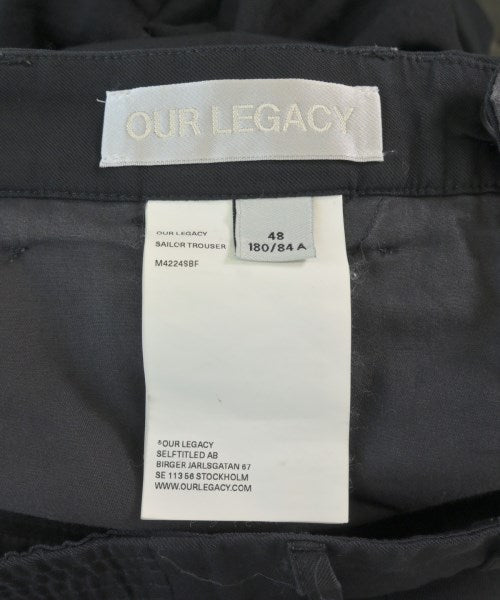 OUR LEGACY
OUR LEGACY
SAILOR TROUSER
M4224SBF
48
180/84 A
®OUR LEGACY
SELFTITLED AB
BIRGER JARLSGATAN 67
SE 113 56 STOCKHOLM
WWW.OURLEGACY.COM